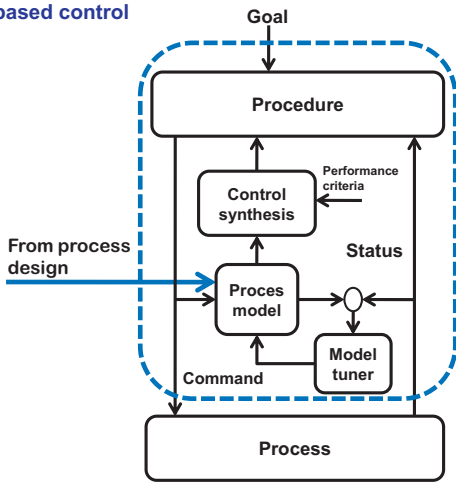 based control
Goal
Procedure
Performance
criteria
Control
synthesis
From process
design
Status
Proces
model
Model
tuner
Command
Process